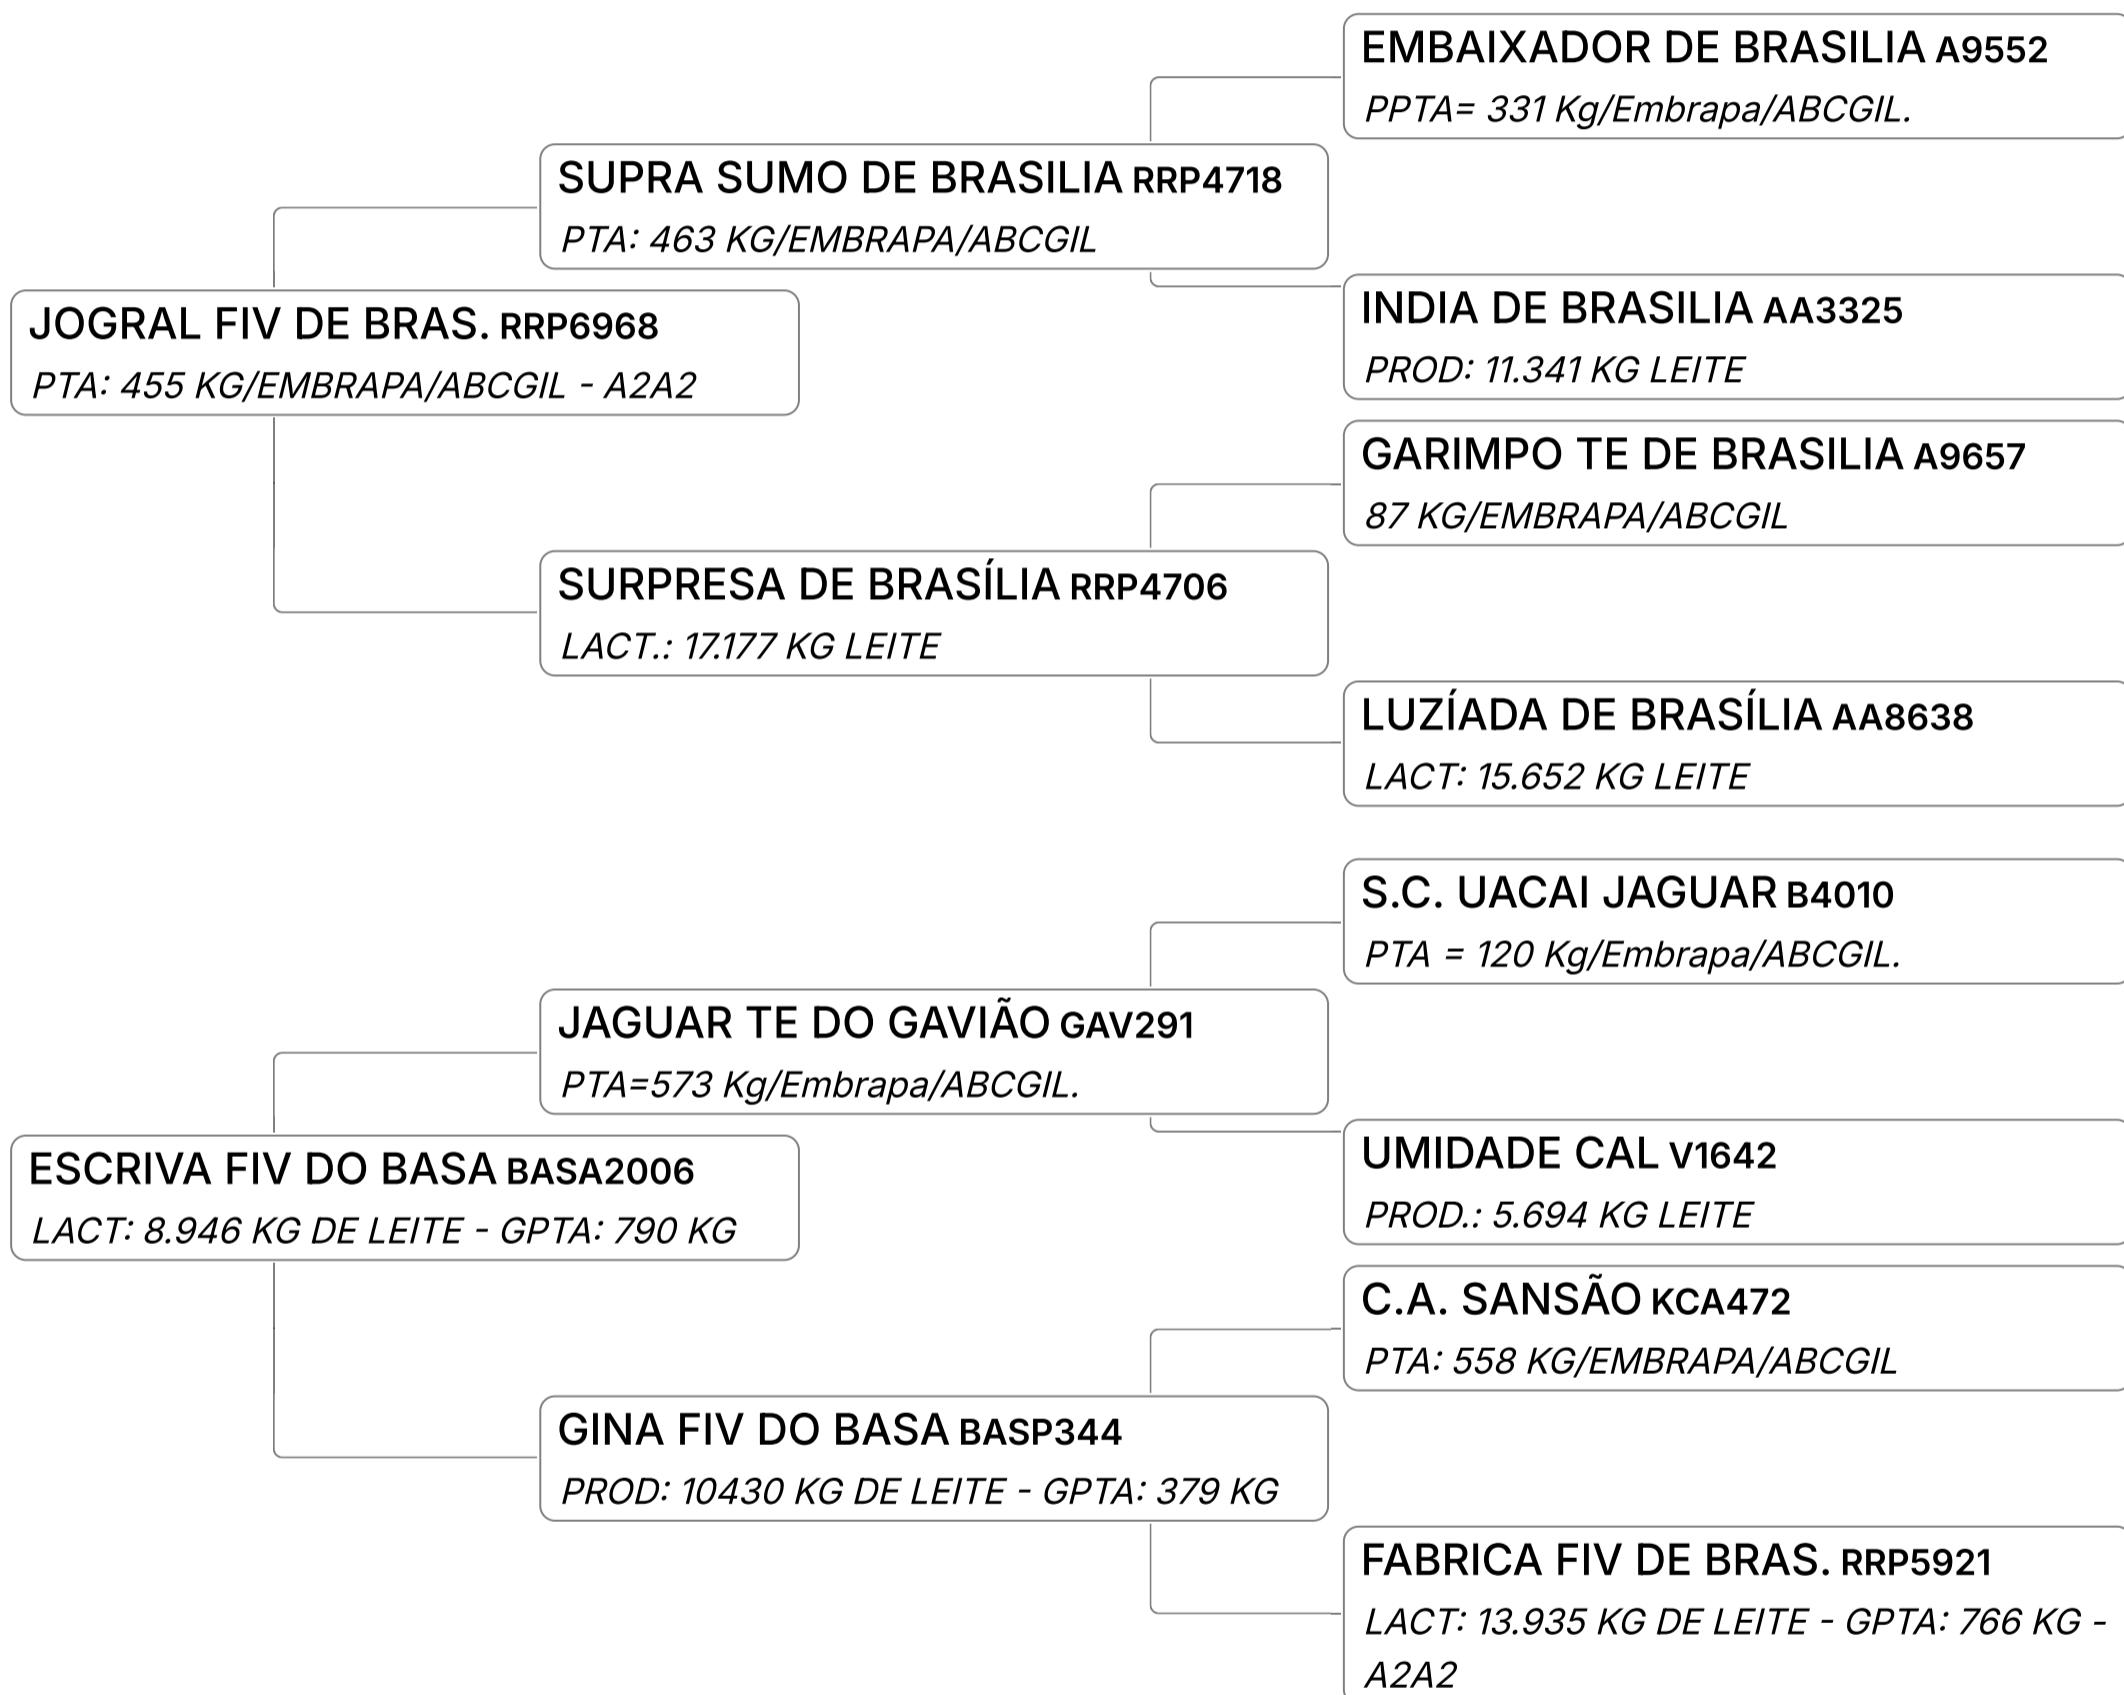 EMBAIXADOR DE BRASILIA A9552
PPTA= 331 Kg/Embrapa/ABCGIL.
SUPRA SUMO DE BRASILIA RRP4718
PTA: 463 KG/EMBRAPA/ABCGIL
INDIA DE BRASILIA AA3325
PROD: 11.341 KG LEITE
JOGRAL FIV DE BRAS. RRP6968
PTA: 455 KG/EMBRAPA/ABCGIL - A2A2
GARIMPO TE DE BRASILIA A9657
87 KG/EMBRAPA/ABCGIL
SURPRESA DE BRASÍLIA RRP4706
LACT.: 17.177 KG LEITE
LUZÍADA DE BRASÍLIA AA8638
LACT: 15.652 KG LEITE
S.C. UACAI JAGUAR B4010
PTA = 120 Kg/Embrapa/ABCGIL.
JAGUAR TE DO GAVIÃO GAV291
PTA=573 Kg/Embrapa/ABCGIL.
UMIDADE CAL V1642
PROD.: 5.694 KG LEITE
ESCRIVA FIV DO BASA BASA2006
LACT: 8.946 KG DE LEITE - GPTA: 790 KG
C.A. SANSÃO KCA472
PTA: 558 KG/EMBRAPA/ABCGIL
GINA FIV DO BASA BASP344
PROD: 10430 KG DE LEITE - GPTA: 379 KG
FABRICA FIV DE BRAS. RRP5921
LACT: 13.935 KG DE LEITE - GPTA: 766 KG -
A2A2